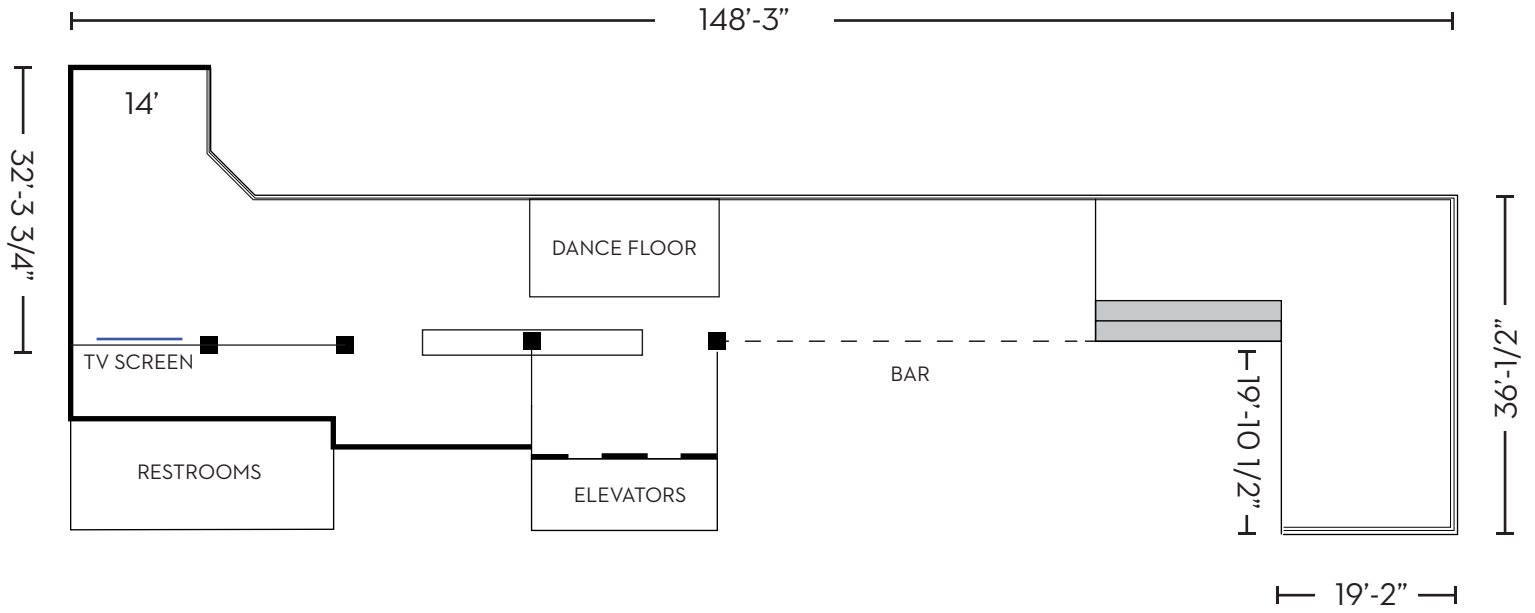 148’-3”
14’
32’-3 3/4”
DANCE FLOOR
TV SCREEN
BAR
36’-1/2”
19’-10 1/2”
RESTROOMS
ELEVATORS
19’-2”